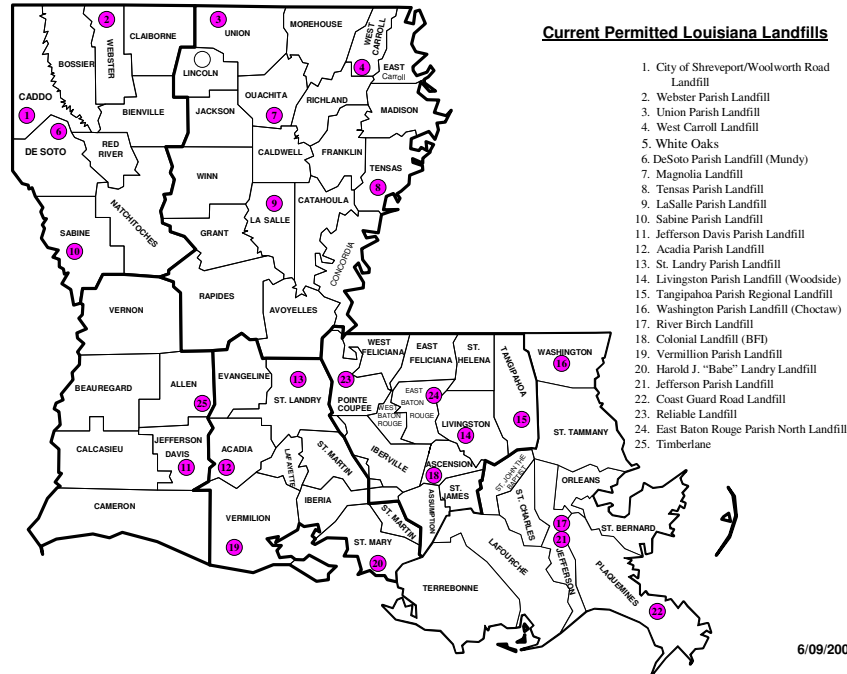 Current Permitted Louisiana Landfills
1. City of Shreveport/Woolworth Road
Landfill
2. Webster Parish Landfill
3. Union Parish Landfill
4. West Carroll Landfill
5. White Oaks
6. DeSoto Parish Landfill (Mundy)
7. Magnolia Landfill
8. Tensas Parish Landfill
9. LaSalle Parish Landfill
10. Sabine Parish Landfill
11. Jefferson Davis Parish Landfill
12. Acadia Parish Landfill
13. St. Landry Parish Landfill
14. Livingston Parish Landfill (Woodside)
15. Tangipahoa Parish Regional Landfill
16. Washington Parish Landfill (Choctaw)
17. River Birch Landfill
18. Colonial Landfill (BFI)
19. Vermillion Parish Landfill
20. Harold J. “Babe” Landry Landfill
21. Jefferson Parish Landfill
22. Coast Guard Road Landfill
23. Reliable Landfill
24. East Baton Rouge Parish North Landfill
25. Timberlane
2
3
UNION
MOREHOUSE
WEST
CARROLL
CLAIBORNE
BOSSIER
WEBSTER
LINCOLN
4
EAST
Carroll
CADDO
1
OUACHITA
7
RICHLAND
MADISON
BIENVILLE
JACKSON
6
DE SOTO
RED
RIVER
CALDWELL
FRANKLIN
TENSAS
8
WINN
NATCHITOCHES
9
LA SALLE
CATAHOULA
SABINE
10
GRANT
CONCORDIA
VERNON
RAPIDES
AVOYELLES
WEST
FELICIANA
EAST
FELICIANA
ST.
HELENA
TANGIPAHOA
WASHINGTON
16
BEAUREGARD
ALLEN
25
EVANGELINE
13
ST. LANDRY
23
POINTE
COUPEE
WEST
BATON
ROUGE
EAST
BATON
ROUGE
24
LIVINGSTON
14
15
ST. TAMMANY
CALCASIEU
JEFFERSON
DAVIS
11
ACADIA
12
LAFAYETTE
ST. MARTIN
IBERVILLE
ASCENSION
18
ST. JOHN THE
BAPTIST
ORLEANS
CAMERON
VERMILION
19
IBERIA
ST. MARTIN
ASSUMPTION
ST.
JAMES
ST. CHARLES
17
21
JEFFERSON
ST. BERNARD
ST. MARY
20
LAFOURCHE
PLAQUEMINES
22
TERREBONNE
6/09/200